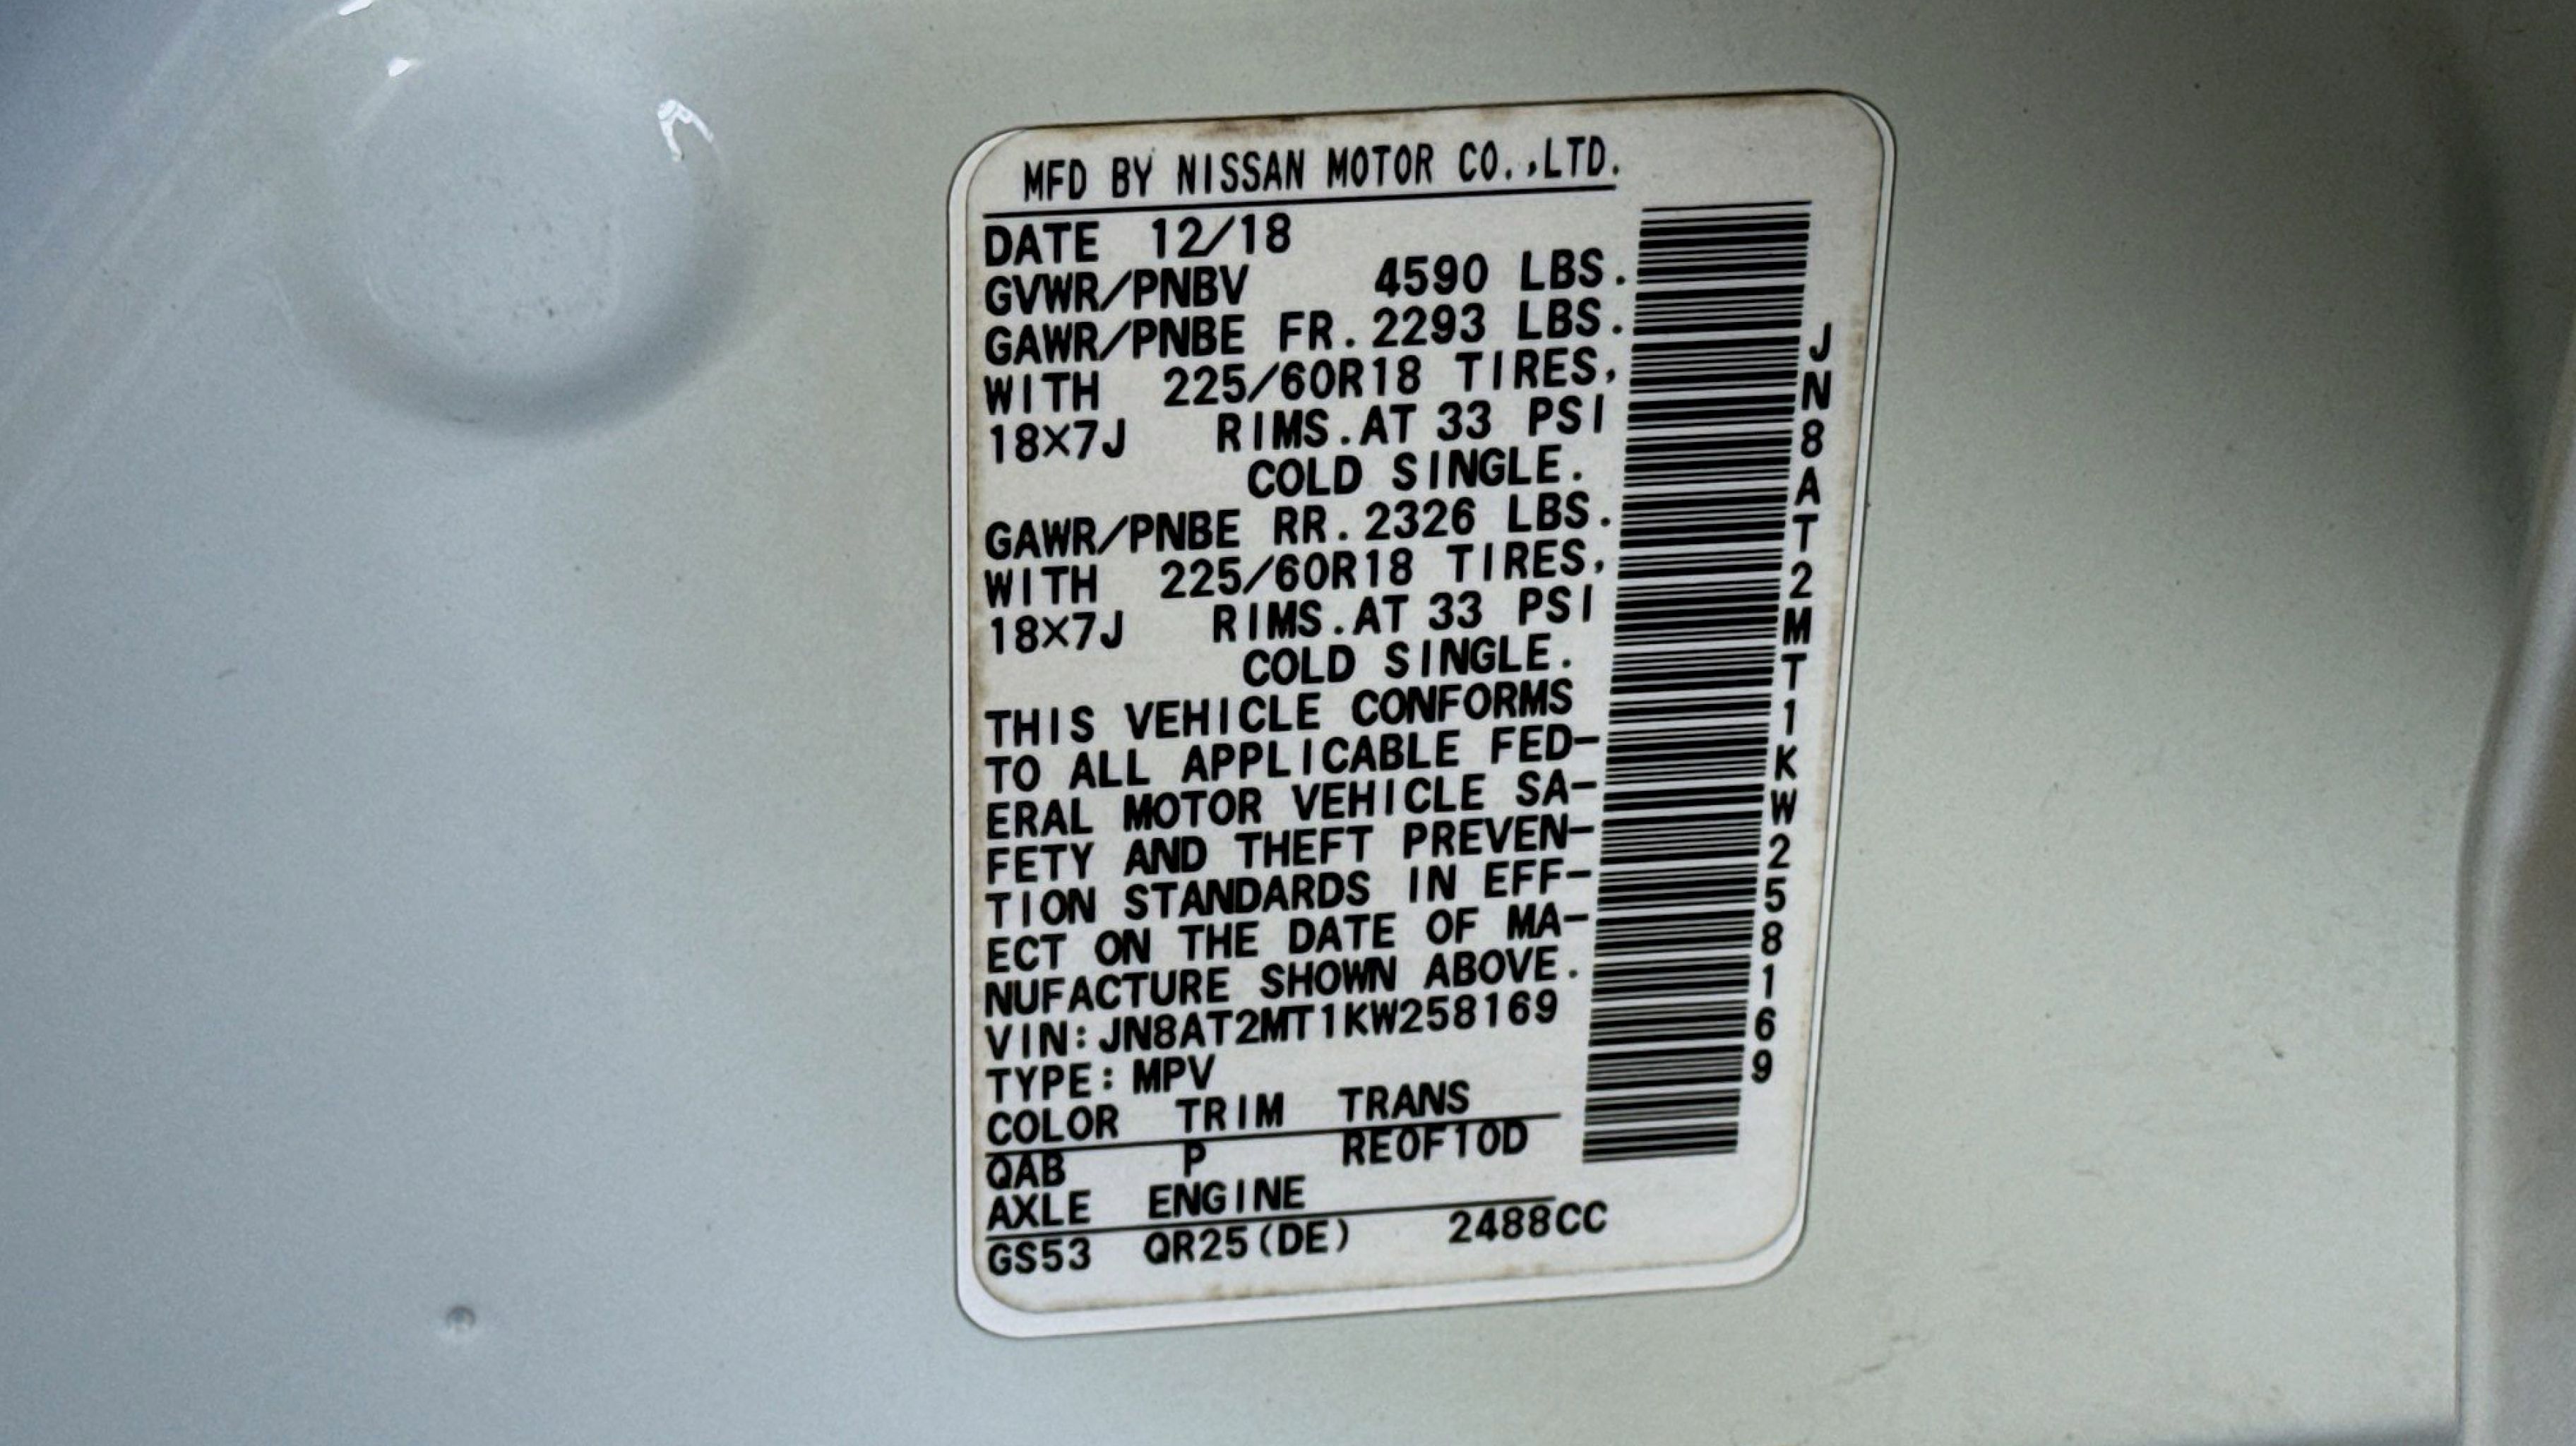 MFD BY NISSAN MOTOR CO.,LTD.
DATE 12/18
GVWR/PNBV 4590 LBS.
GAWR/PNBE FR.2293 LBS.
WITH 225/60R18 TIRES,
18×7J RIMS.AT 33 PSI
COLD SINGLE.
GAWR/PNBE RR.2326 LBS.
WITH 225/60R18 TIRES,
18×7J RIMS.AT 33 PSI
COLD SINGLE.
THIS VEHICLE CONFORMS
TO ALL APPLICABLE FED-
ERAL MOTOR VEHICLE SA-
FETY AND THEFT PREVEN-
TION STANDARDS IN EFF-
ECT ON THE DATE OF MA-
NUFACTURE SHOWN ABOVE.
VIN:JN8AT2MT1KW258169
TYPE:MPV
COLOR TRIM TRANS
QAB P RE0F10D
AXLE ENGINE
GS53 QR25(DE) 2488CC
JN8AT2MT1KW258169